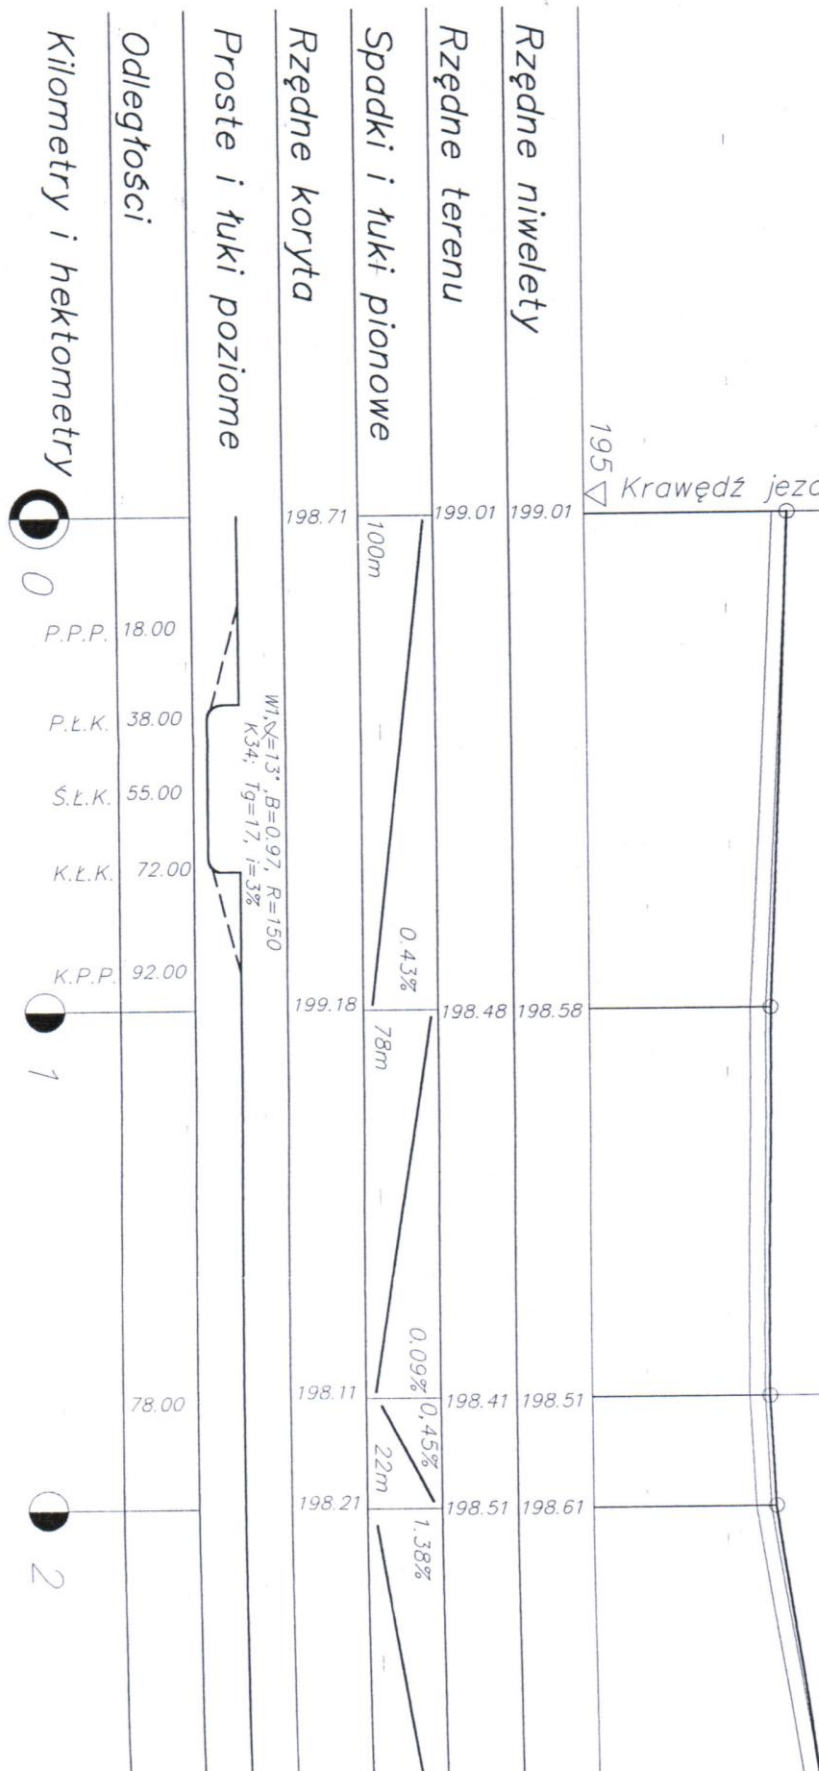 Rzędne niwelety
Rzędne terenu
Spadki i łuki pionowe
Rzędne koryta
Proste i łuki poziome
Odległości
Kilometry i hektometry
195
Krawędź
199.01 198.58 198.51 198.61
199.01 198.48 198.41 198.51
100m 0.43% 78m 0.09% 0,45% 22m 1.38%
198.71 199.18 198.11 198.21
W1,α=13°,B=0.97, R=150
K34; Tg=17, i=3%
18.00 38.00 55.00 72.00 92.00 78.00
P.P.P. P.Ł.K. Ś.Ł.K. K.Ł.K. K.P.P.
0 1 2